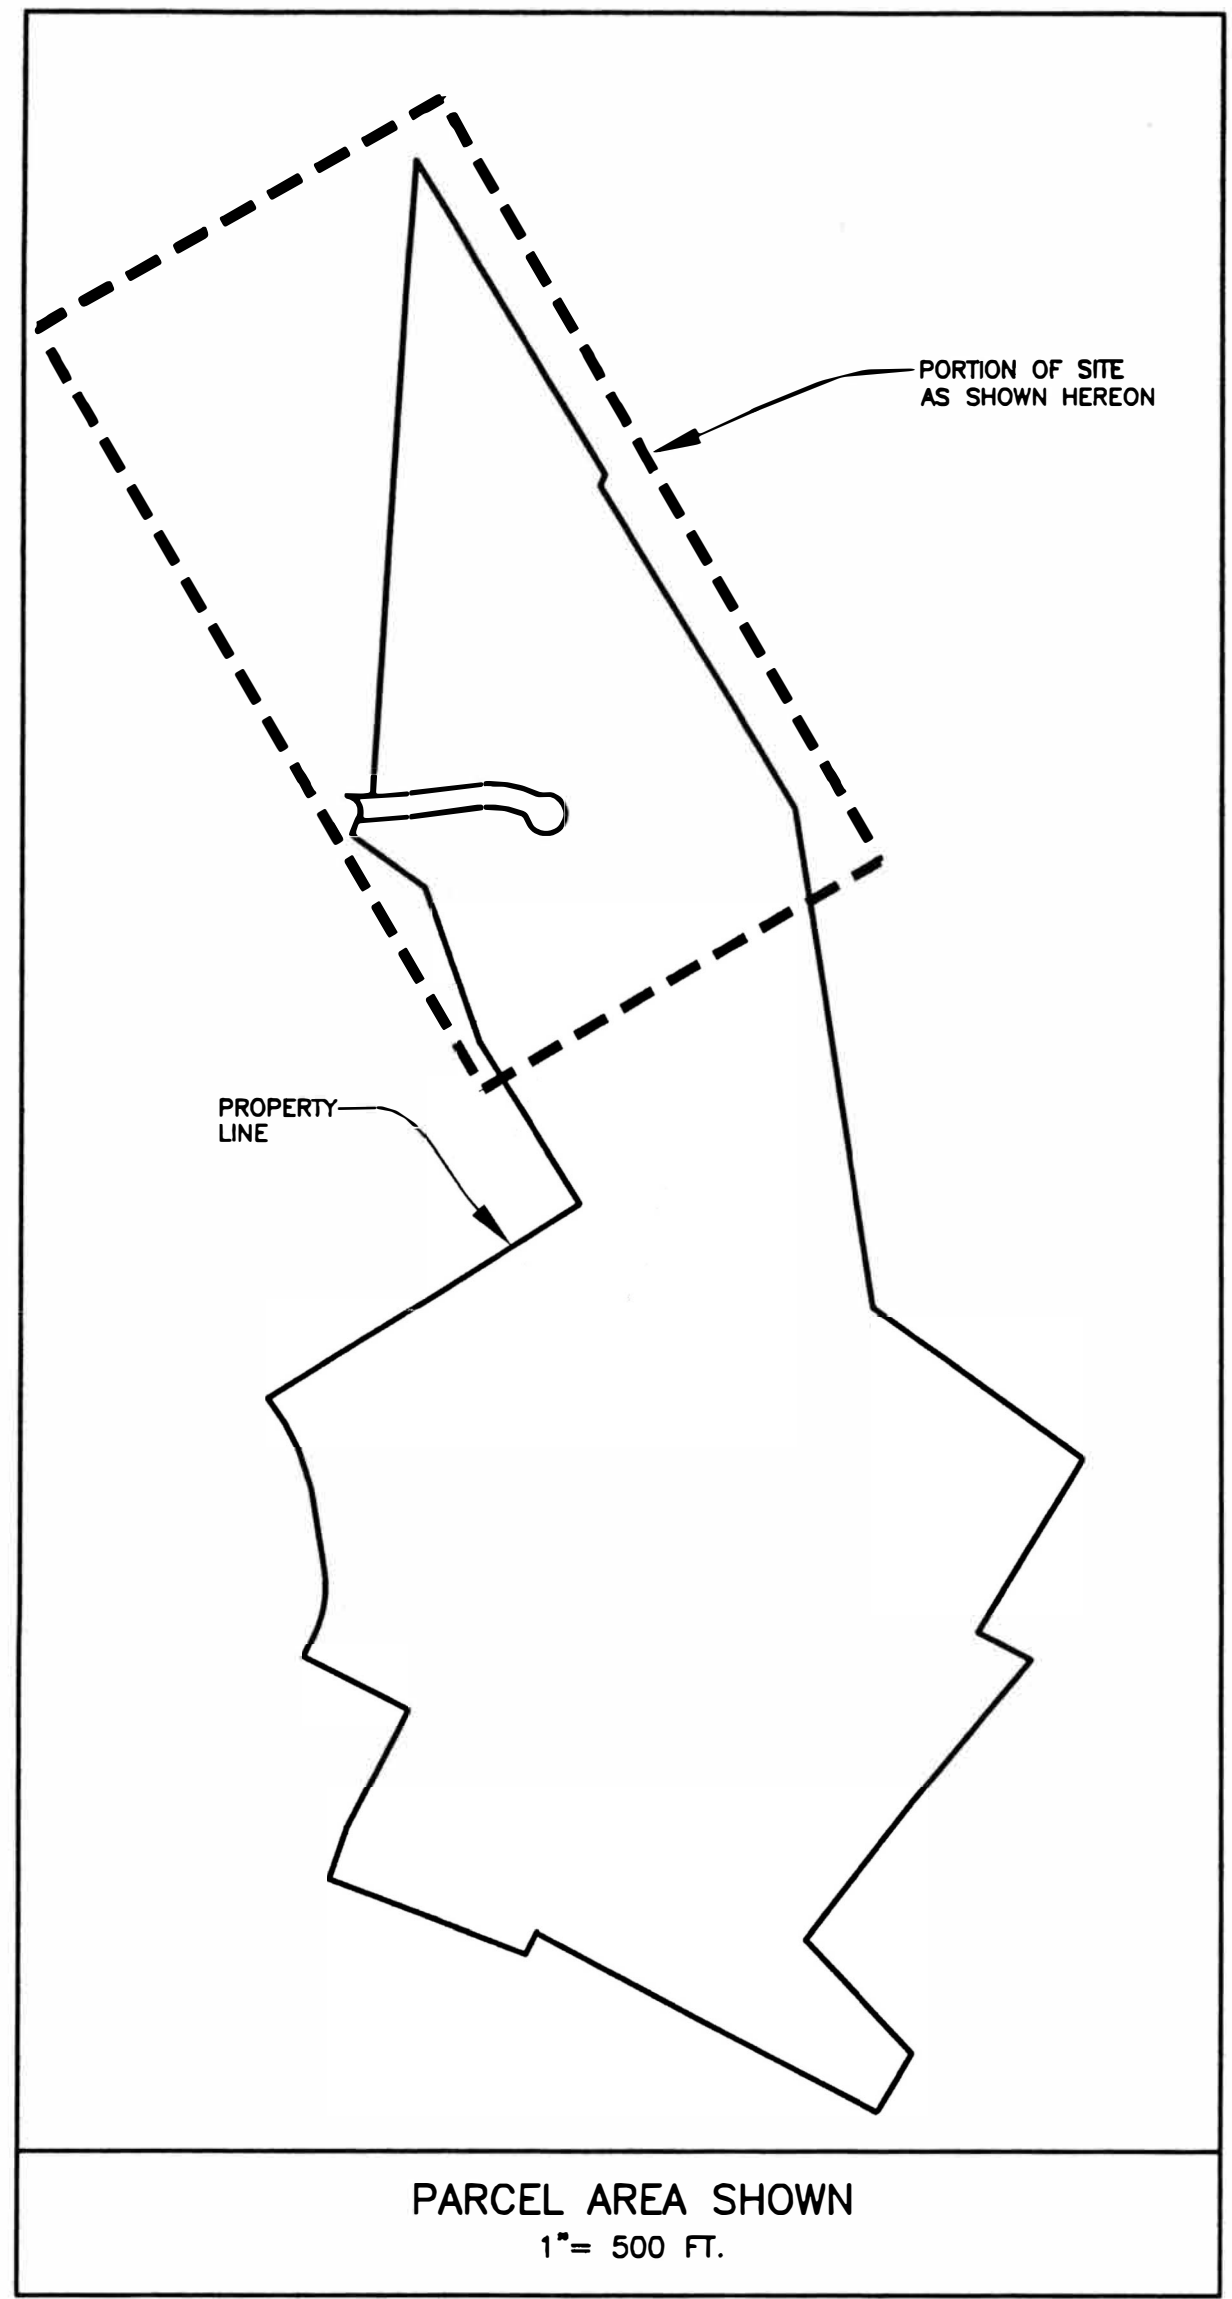 PORTION OF SITE
AS SHOWN HEREON
PROPERTY
LINE
PARCEL AREA SHOWN
1"= 500 FT.